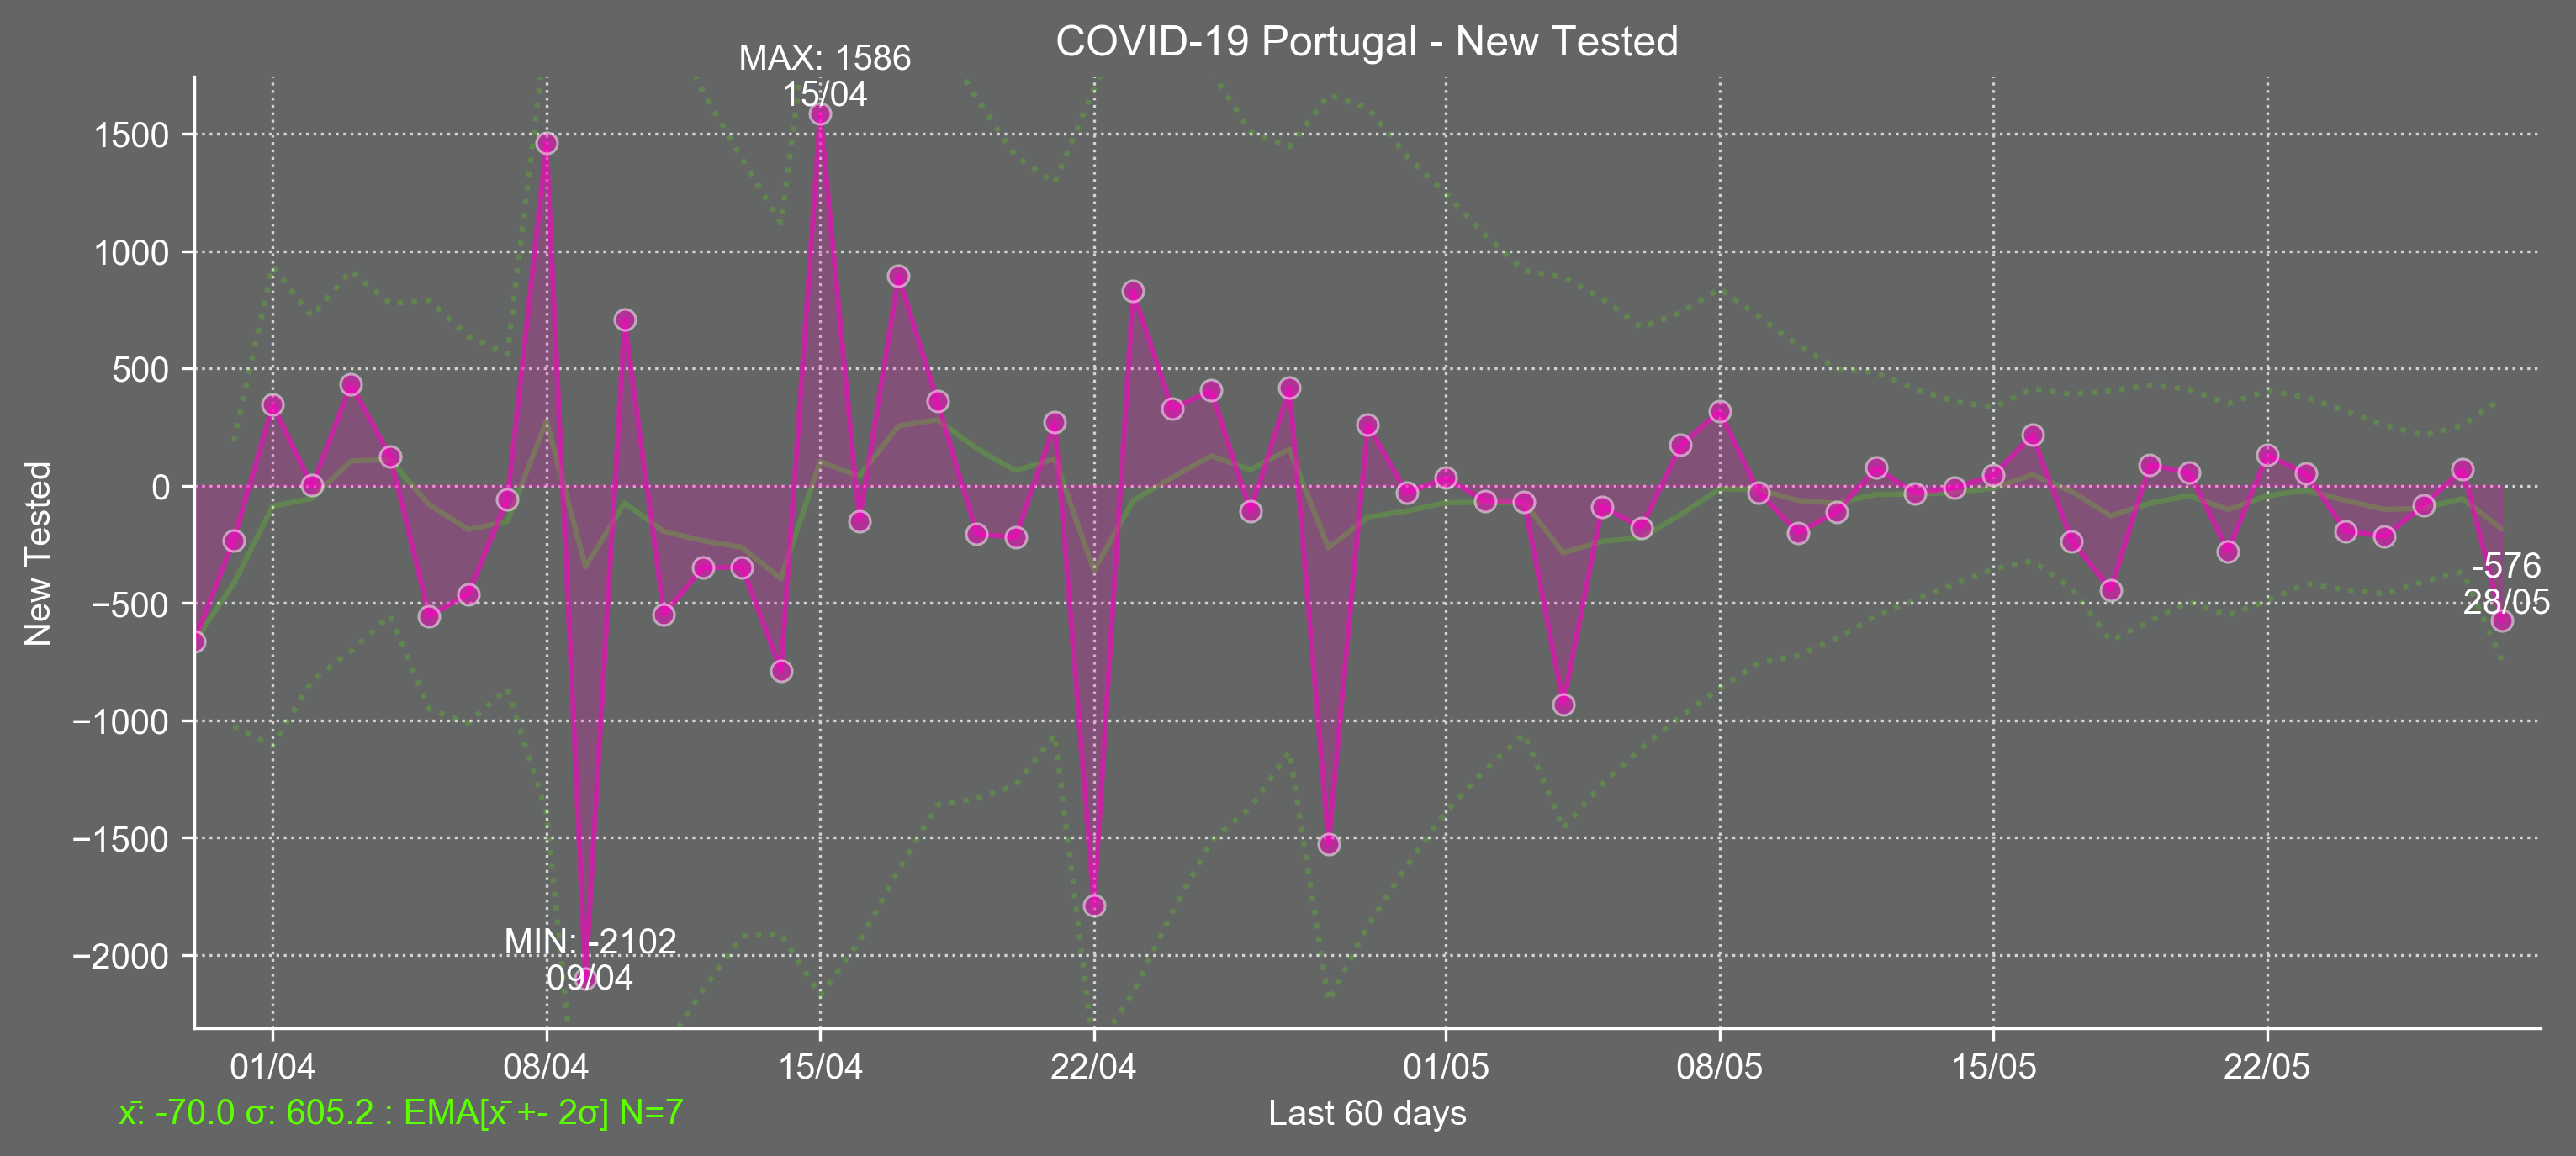 COVID-19 Portugal - New Tested
MAX: 1586
15/04
1500
1000
500
0
−500
−1000
−1500
−2000
New Tested
-576
28/05
MIN: -2102
09/04
01/04 08/04 15/04 22/04 01/05 08/05 15/05 22/05
x̄: -70.0 σ: 605.2 : EMA[x̄ +- 2σ] N=7
Last 60 days